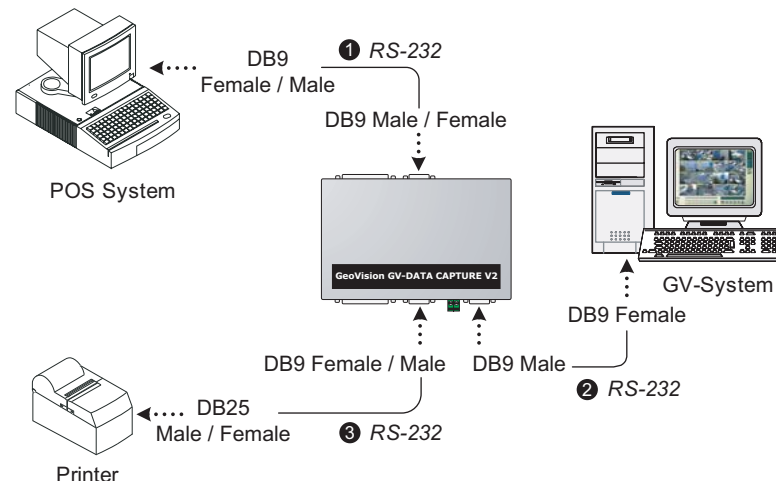 DB9
Female / Male
❶ RS-232
DB9 Male / Female
POS System
GeoVision GV-DATA CAPTURE V2
GV-System
DB9 Female
DB9 Female / Male
DB9 Male
❷ RS-232
DB25
Male / Female
❸ RS-232
Printer